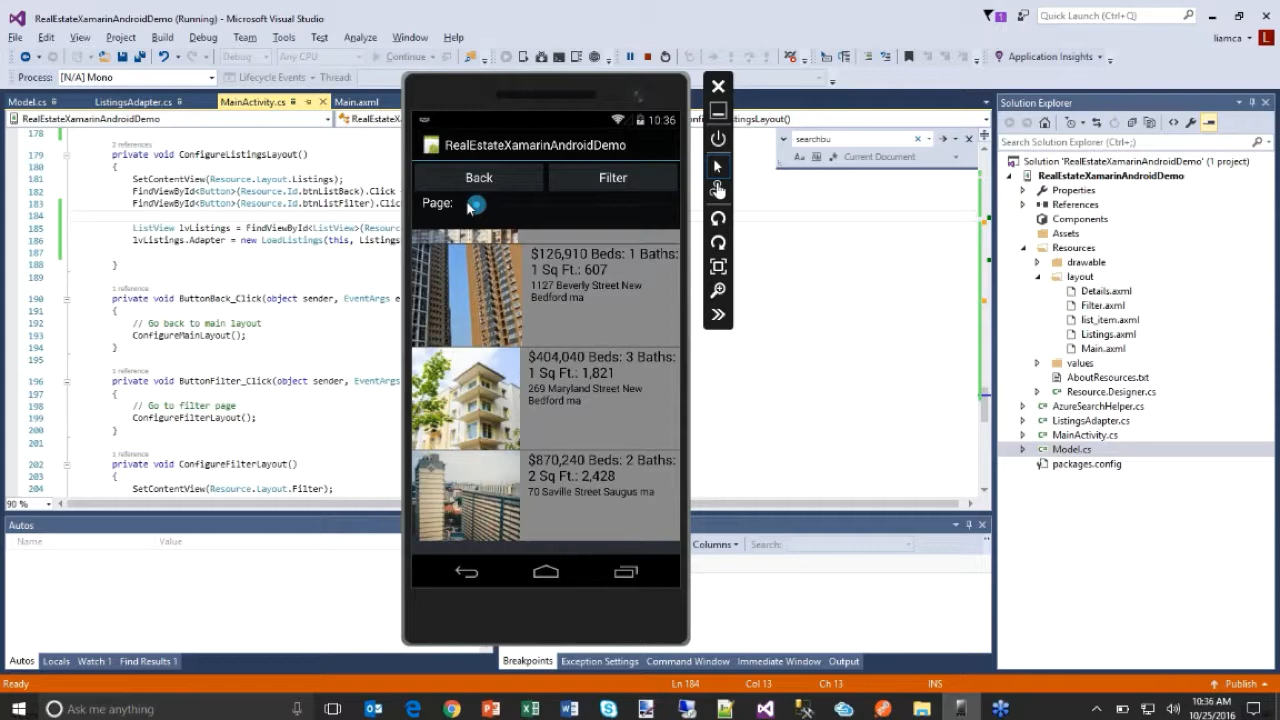 RealEstateXamarinAndroidDemo (Running) - Microsoft Visual Studio
Quick Launch (Ctrl+Q)
File Edit View Project Build Debug Team Tools Test Analyze Window Help
liamca L
Debug Any CPU Continue Application Insights
Process: [N/A] Mono Lifecycle Events Thread:
Model.cs ListingsAdapter.cs MainActivity.cs Main.axml
RealEstateXamarinAndroidDemo
178
2 references
179 private void ConfigureListingsLayout()
180 {
181 SetContentView(Resource.Layout.Listings);
182 FindViewById<Button>(Resource.Id.btnListBack).Click
183 FindViewById<Button>(Resource.Id.btnListFilter).Clic
184
185 ListView lvListings = FindViewById<ListView>(Resourc
186 lvListings.Adapter = new LoadListings(this, Listings
187
188 }
189
1 reference
190 private void ButtonBack_Click(object sender, EventArgs e
191 {
192 // Go back to main layout
193 ConfigureMainLayout();
194 }
195
1 reference
196 private void ButtonFilter_Click(object sender, EventArgs
197 {
198 // Go to filter page
199 ConfigureFilterLayout();
200 }
201
1 reference
202 private void ConfigureFilterLayout()
203 {
204 SetContentView(Resource.Layout.Filter);
90 %
10:36
RealEstateXamarinAndroidDemo
Back Filter
Page:
$126,910 Beds: 1 Baths:
1 Sq Ft.: 607
1127 Beverly Street New
Bedford ma
$404,040 Beds: 3 Baths:
1 Sq Ft.: 1,821
269 Maryland Street New
Bedford ma
$870,240 Beds: 2 Baths:
2 Sq Ft.: 2,428
70 Saville Street Saugus ma
ngsLayout()
searchbu
Aa Current Document
Solution Explorer
Search Solution Explorer (Ctrl+;)
Solution 'RealEstateXamarinAndroidDemo' (1 project)
RealEstateXamarinAndroidDemo
Properties
References
Components
Assets
Resources
drawable
layout
Details.axml
Filter.axml
list_item.axml
Listings.axml
Main.axml
values
AboutResources.txt
Resource.Designer.cs
AzureSearchHelper.cs
ListingsAdapter.cs
MainActivity.cs
Model.cs
packages.config
Autos
Name Value
Columns Search:
Autos Locals Watch 1 Find Results 1
Breakpoints Exception Settings Command Window Immediate Window Output
Ready Ln 184 Col 13 Ch 13 INS Publish
Ask me anything
10:36 AM
10/25/2016